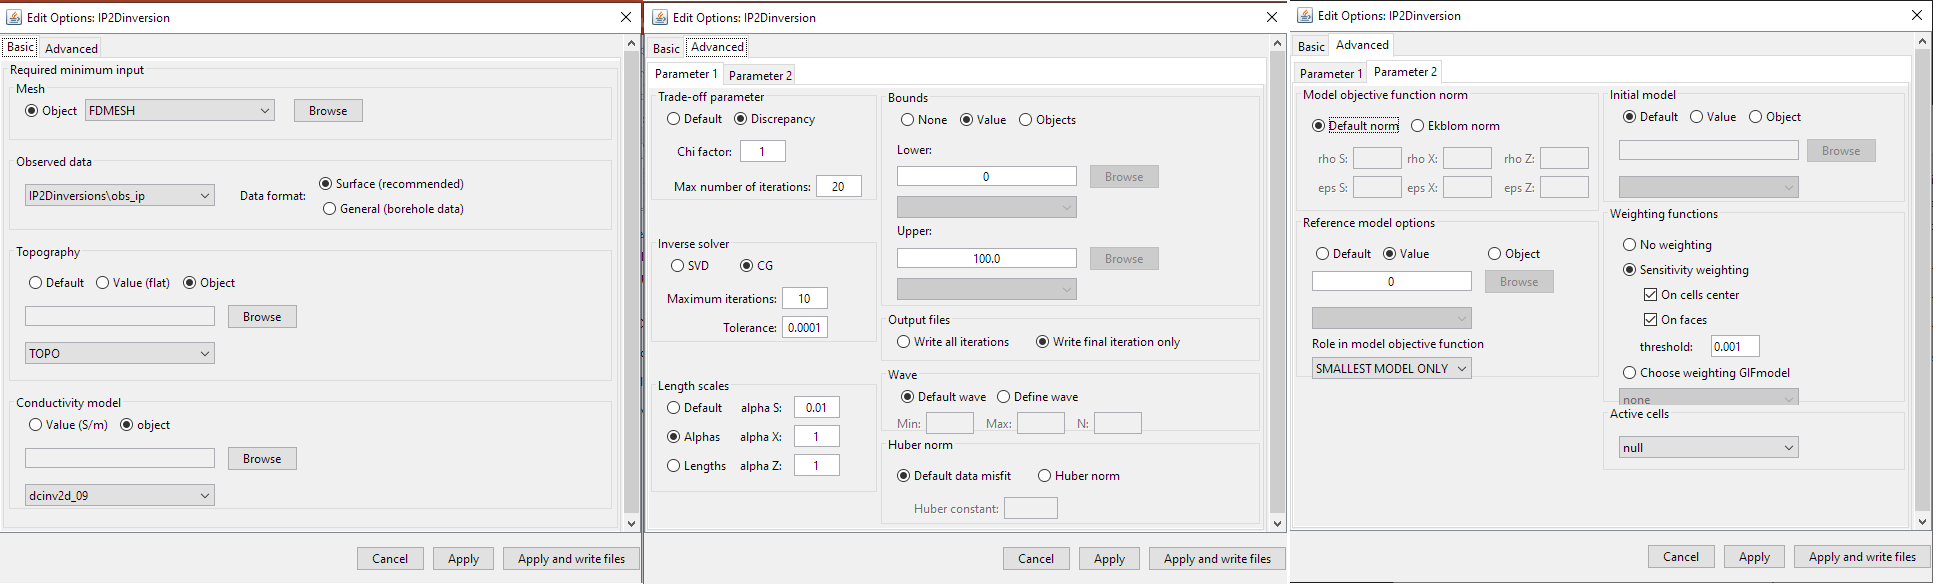 Edit Options: IP2Dinversion
Basic Advanced
Required minimum input
Mesh
Object FDMESH Browse
Observed data
IP2Dinversions\obs_ip Data format: Surface (recommended)
General (borehole data)
Topography
Default Value (flat) Object
Browse
TOPO
Conductivity model
Value (S/m) object
Browse
dcinv2d_09
Cancel Apply Apply and write files
Edit Options: IP2Dinversion
Basic Advanced
Parameter 1 Parameter 2
Trade-off parameter
Default Discrepancy
Chi factor: 1
Max number of iterations: 20
Inverse solver
SVD CG
Maximum iterations: 10
Tolerance: 0.0001
Length scales
Default alpha S: 0.01
Alphas alpha X: 1
Lengths alpha Z: 1
Bounds
None Value Objects
Lower:
0 Browse
Upper:
100.0 Browse
Output files
Write all iterations Write final iteration only
Wave
Default wave Define wave
Min: Max: N:
Huber norm
Default data misfit Huber norm
Huber constant:
Cancel Apply Apply and write files
Edit Options: IP2Dinversion
Basic Advanced
Parameter 1 Parameter 2
Model objective function norm
Default norm Ekblom norm
rho S: rho X: rho Z:
eps S: eps X: eps Z:
Reference model options
Default Value Object
0 Browse
Role in model objective function
SMALLEST MODEL ONLY
Initial model
Default Value Object
Browse
Weighting functions
No weighting
Sensitivity weighting
On cells center
On faces
threshold: 0.001
Choose weighting GIFmodel
none
Active cells
null
Cancel Apply Apply and write files